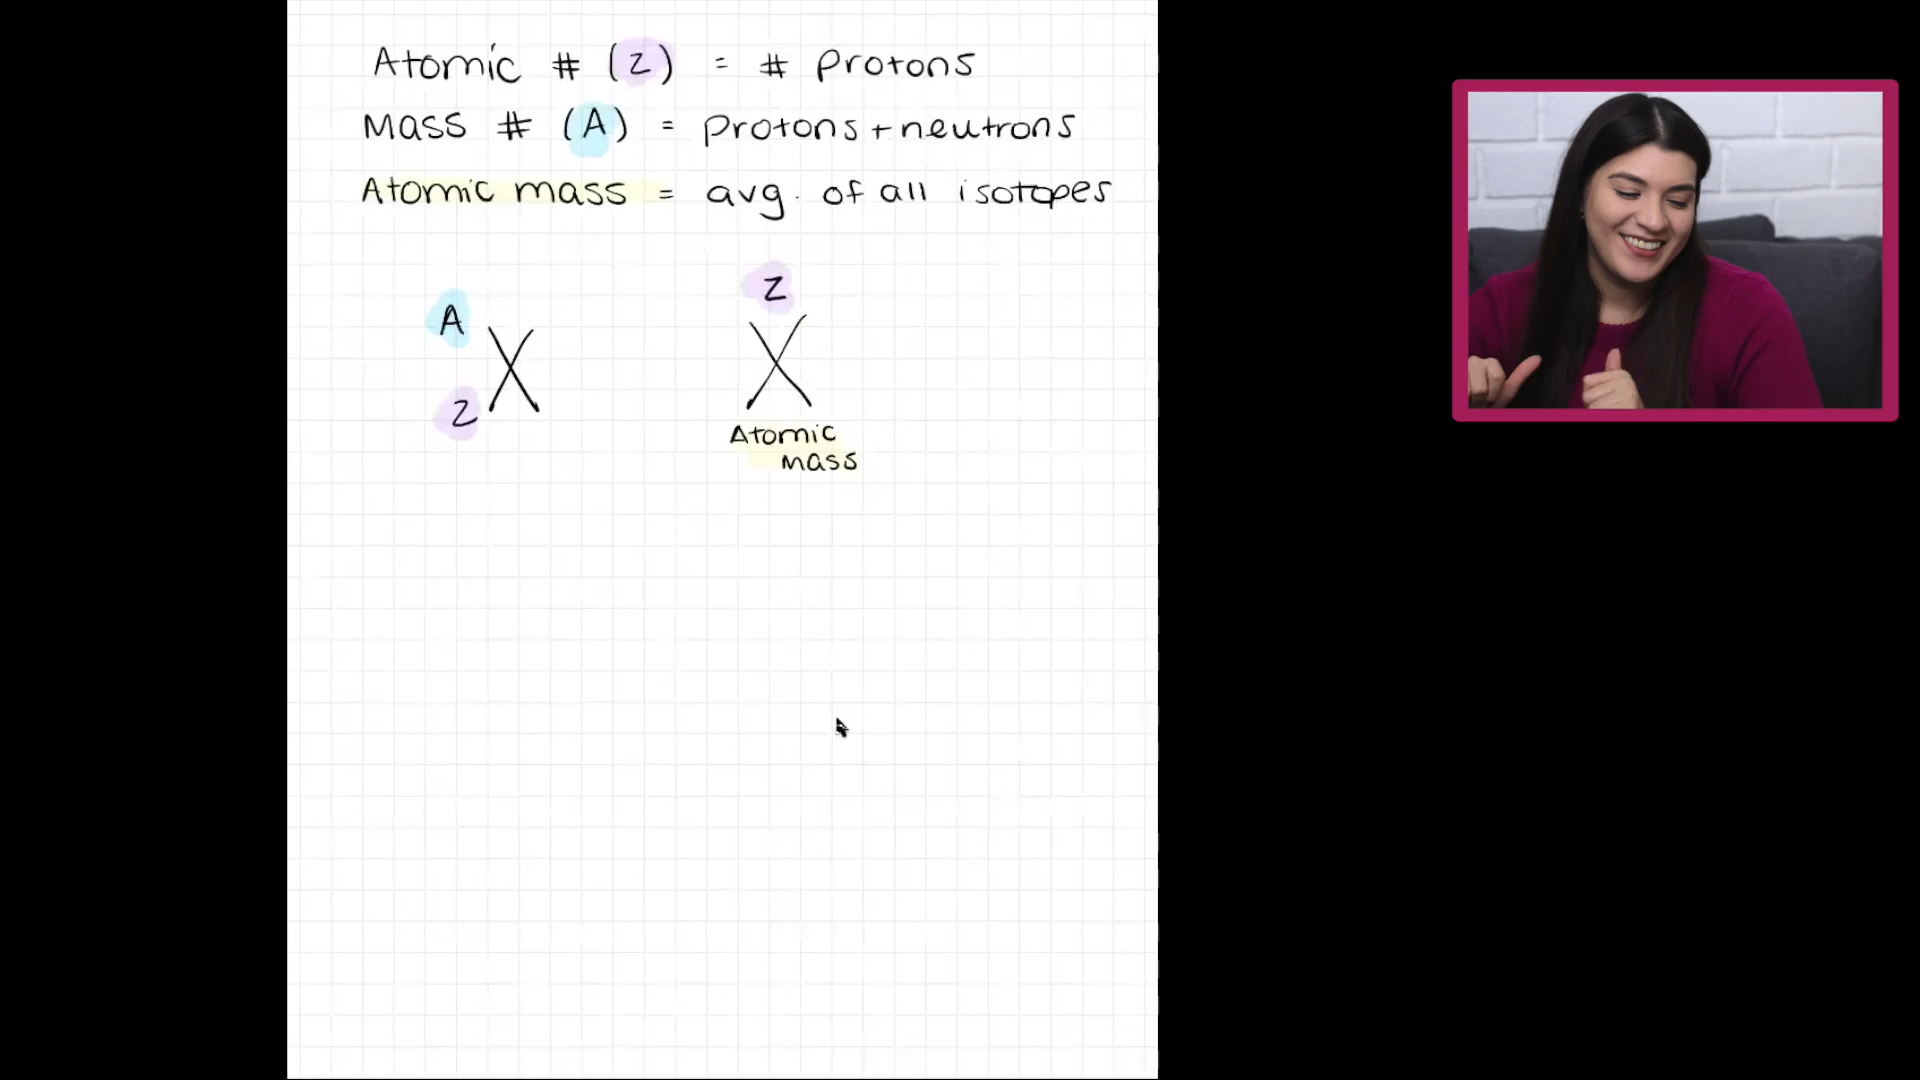 Atomic # (Z) = # Protons
Mass # (A) = Protons + neutrons
Atomic mass = avg. of all isotopes
A
Z
X
Z
X
Atomic
mass